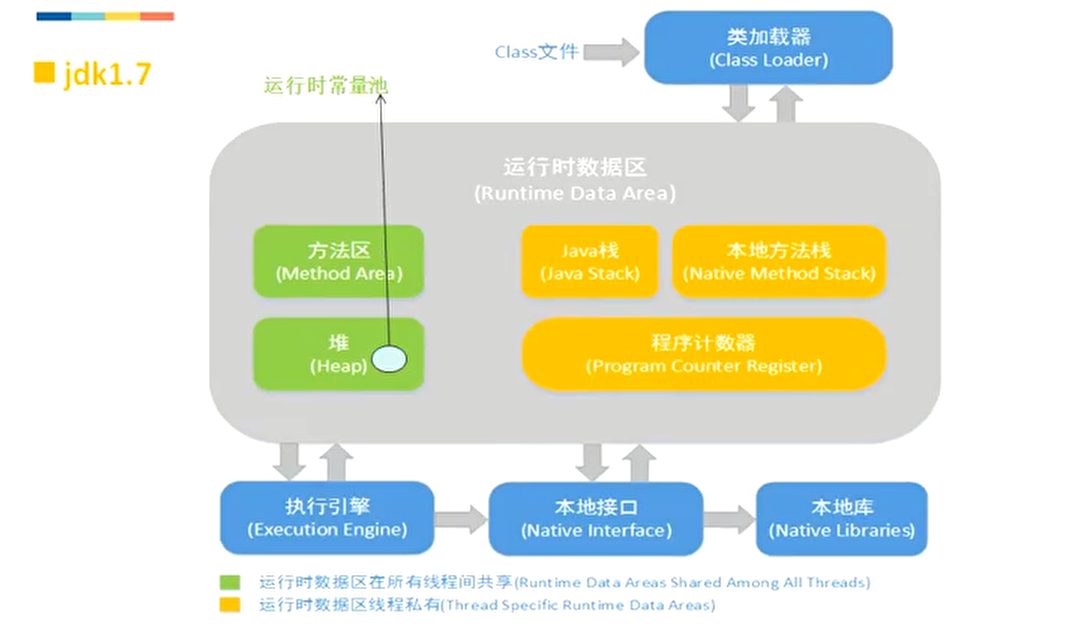 jdk1.7
Class文件
类加载器
(Class Loader)
运行时常量池
运行时数据区
(Runtime Data Area)
方法区
(Method Area)
Java栈
(Java Stack)
本地方法栈
(Native Method Stack)
堆
(Heap)
程序计数器
(Program Counter Register)
执行引擎
(Execution Engine)
本地接口
(Native Interface)
本地库
(Native Libraries)
运行时数据区在所有线程间共享(Runtime Data Areas Shared Among All Threads)
运行时数据区线程私有(Thread Specific Runtime Data Areas)